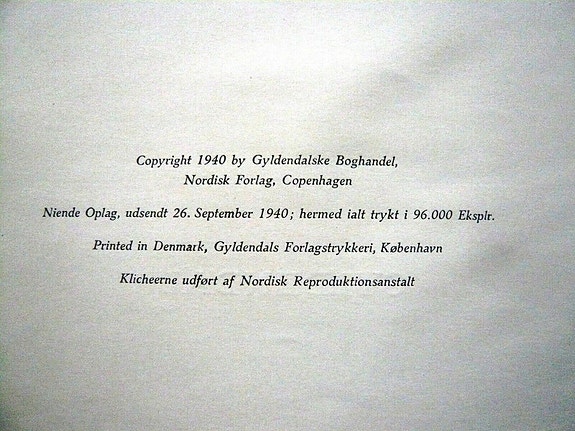 Copyright 1940 by Gyldendalske Boghandel,
Nordisk Forlag, Copenhagen
Niende Oplag, udsendt 26. September 1940; hermed ialt trykt i 96.000 Eksplr.
Printed in Denmark, Gyldendals Forlagstrykkeri, København
Klicheerne udført af Nordisk Reproduktionsanstalt